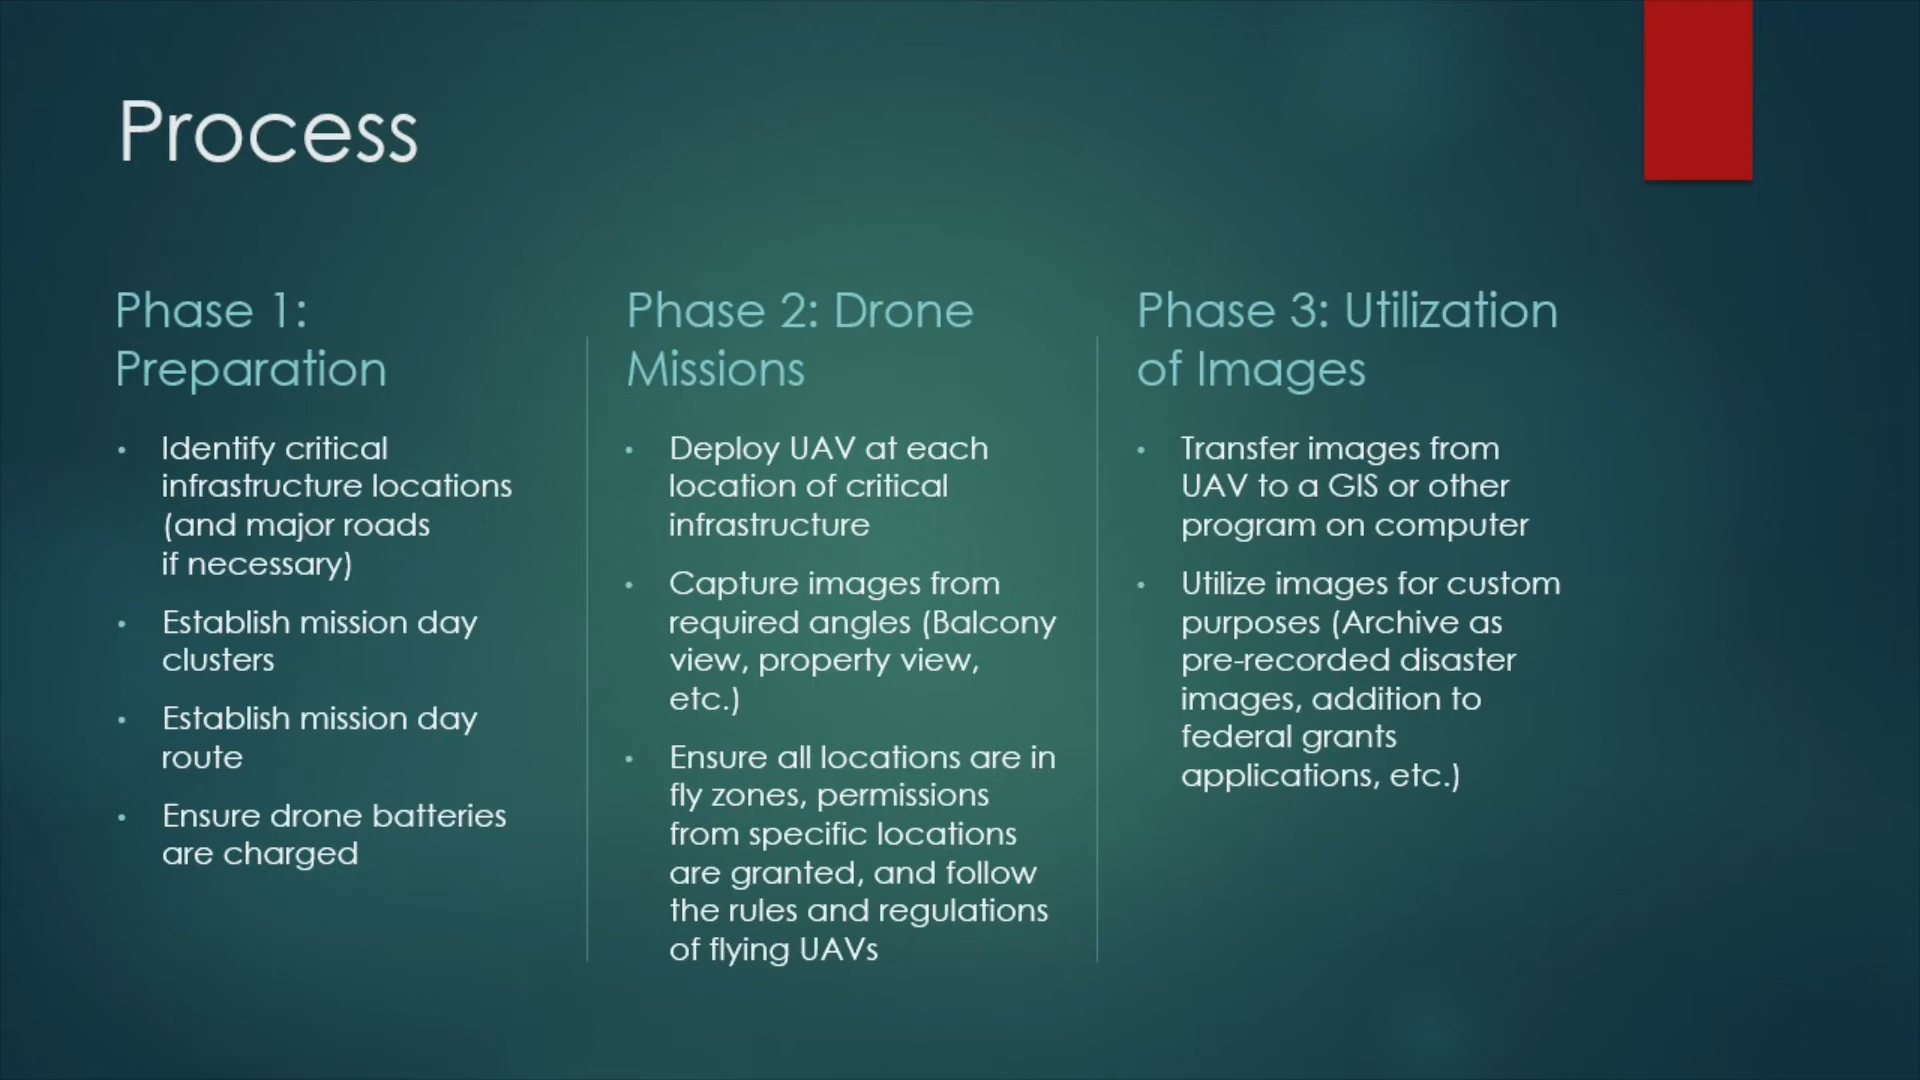 Process
Phase 1:
Preparation
• Identify critical
infrastructure locations
(and major roads
if necessary)
• Establish mission day
clusters
• Establish mission day
route
• Ensure drone batteries
are charged
Phase 2: Drone
Missions
• Deploy UAV at each
location of critical
infrastructure
• Capture images from
required angles (Balcony
view, property view,
etc.)
• Ensure all locations are in
fly zones, permissions
from specific locations
are granted, and follow
the rules and regulations
of flying UAVs
Phase 3: Utilization
of Images
• Transfer images from
UAV to a GIS or other
program on computer
• Utilize images for custom
purposes (Archive as
pre-recorded disaster
images, addition to
federal grants
applications, etc.)